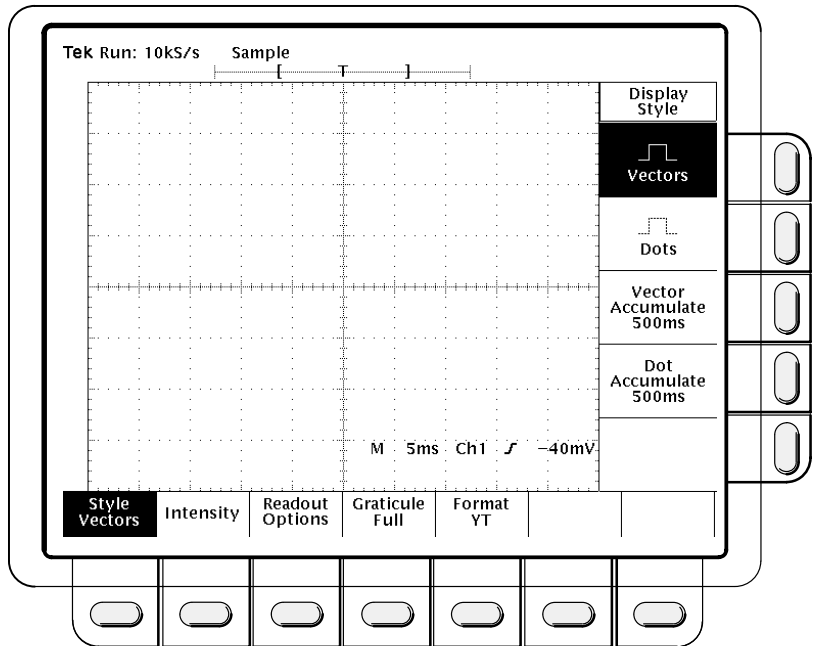 Tek Run: 10kS/s Sample
[ T ]
Display
Style
Vectors
Dots
Vector
Accumulate
500ms
Dot
Accumulate
500ms
M 5ms Ch1 ƒ −40mV
Style
Vectors
Intensity
Readout
Options
Graticule
Full
Format
YT